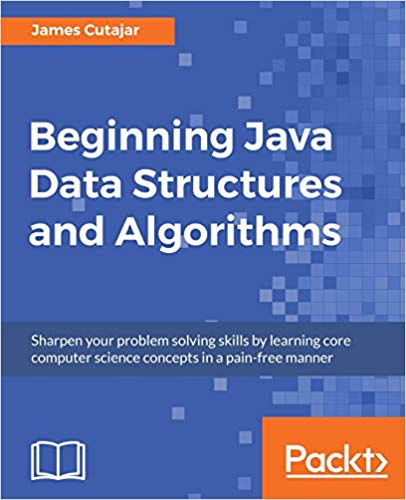 James Cutajar
Beginning Java
Data Structures
and Algorithms
Sharpen your problem solving skills by learning core
computer science concepts in a pain-free manner
Packt>